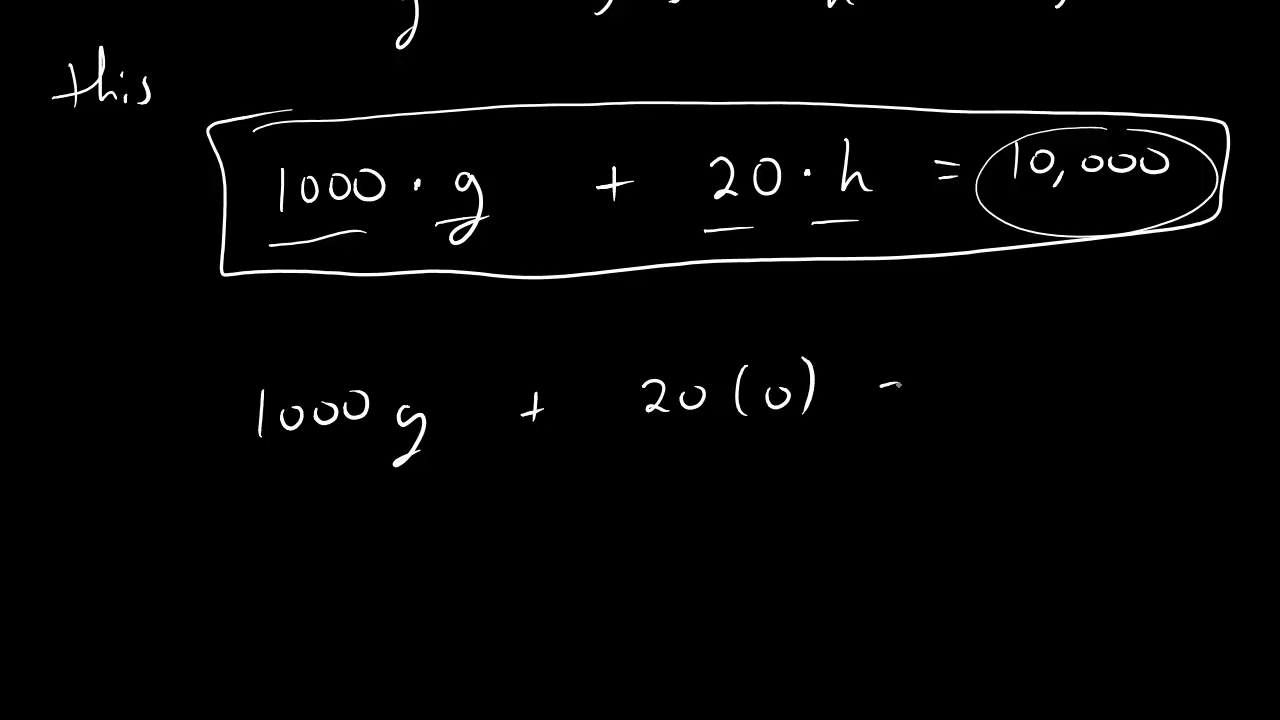 this
1000 · g + 20 · h = 10,000
1000 g + 20 (0)